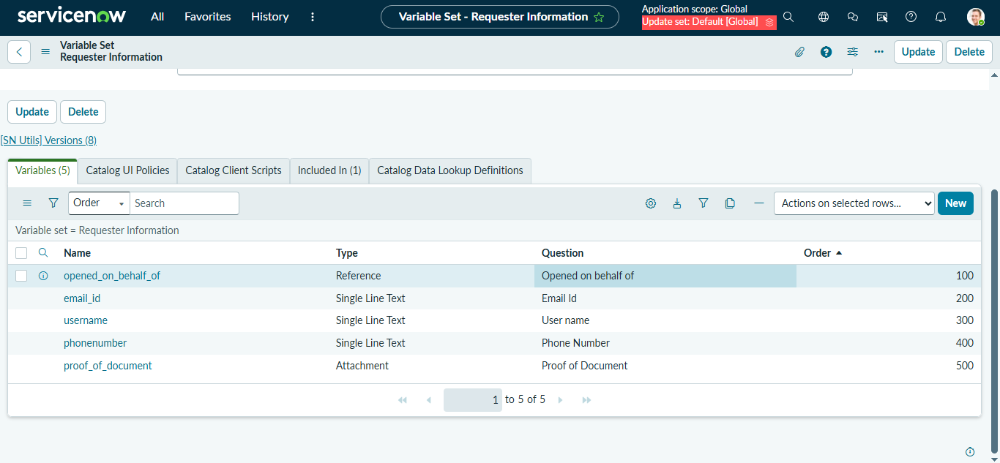 servicenow All Favorites History Variable Set - Requester Information Application scope: Global
Update set: Default [Global]
Variable Set
Requester Information
Update Delete
Update Delete
[SN Utils] Versions (8)
Variables (5) Catalog UI Policies Catalog Client Scripts Included In (1) Catalog Data Lookup Definitions
Order Search Actions on selected rows... New
Variable set = Requester Information
Name Type Question Order
opened_on_behalf_of Reference Opened on behalf of 100
email_id Single Line Text Email Id 200
username Single Line Text User name 300
phonenumber Single Line Text Phone Number 400
proof_of_document Attachment Proof of Document 500
1 to 5 of 5